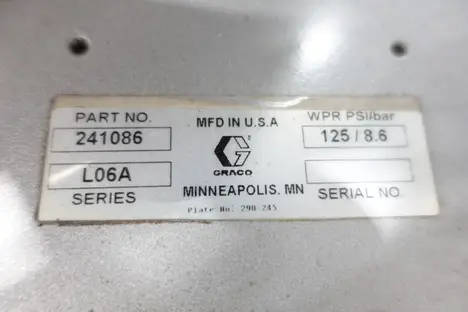 PART NO.
241086
L06A
SERIES
MFD IN U.S.A
GRACO
MINNEAPOLIS. MN
Plate No: 290-245
WPR PSI/bar
125 / 8.6
SERIAL NO.